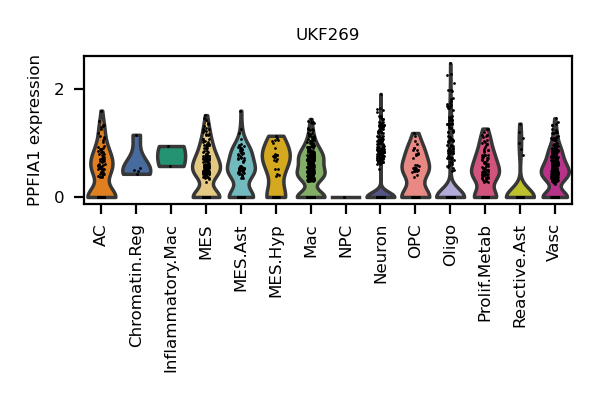 UKF269
PPFIA1 expression
2
0
AC
Chromatin.Reg
Inflammatory.Mac
MES
MES.Ast
MES.Hyp
Mac
NPC
Neuron
OPC
Oligo
Prolif.Metab
Reactive.Ast
Vasc